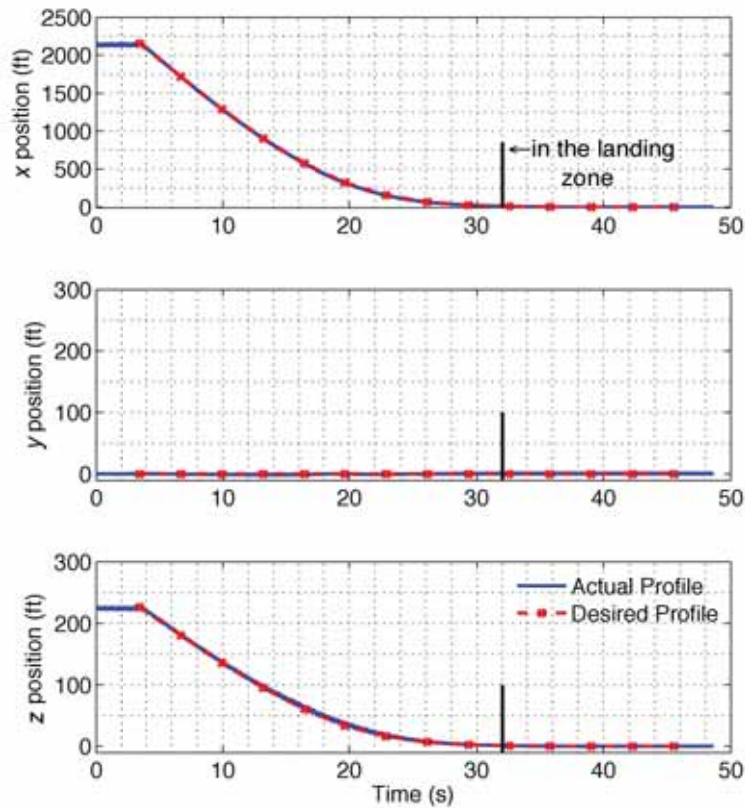 2500
2000
1500
1000
500
0
x position (ft)
←in the landing
zone
0 10 20 30 40 50
300
200
100
0
y position (ft)
0 10 20 30 40 50
300
200
100
0
z position (ft)
Actual Profile
Desired Profile
0 10 20 30 40 50
Time (s)